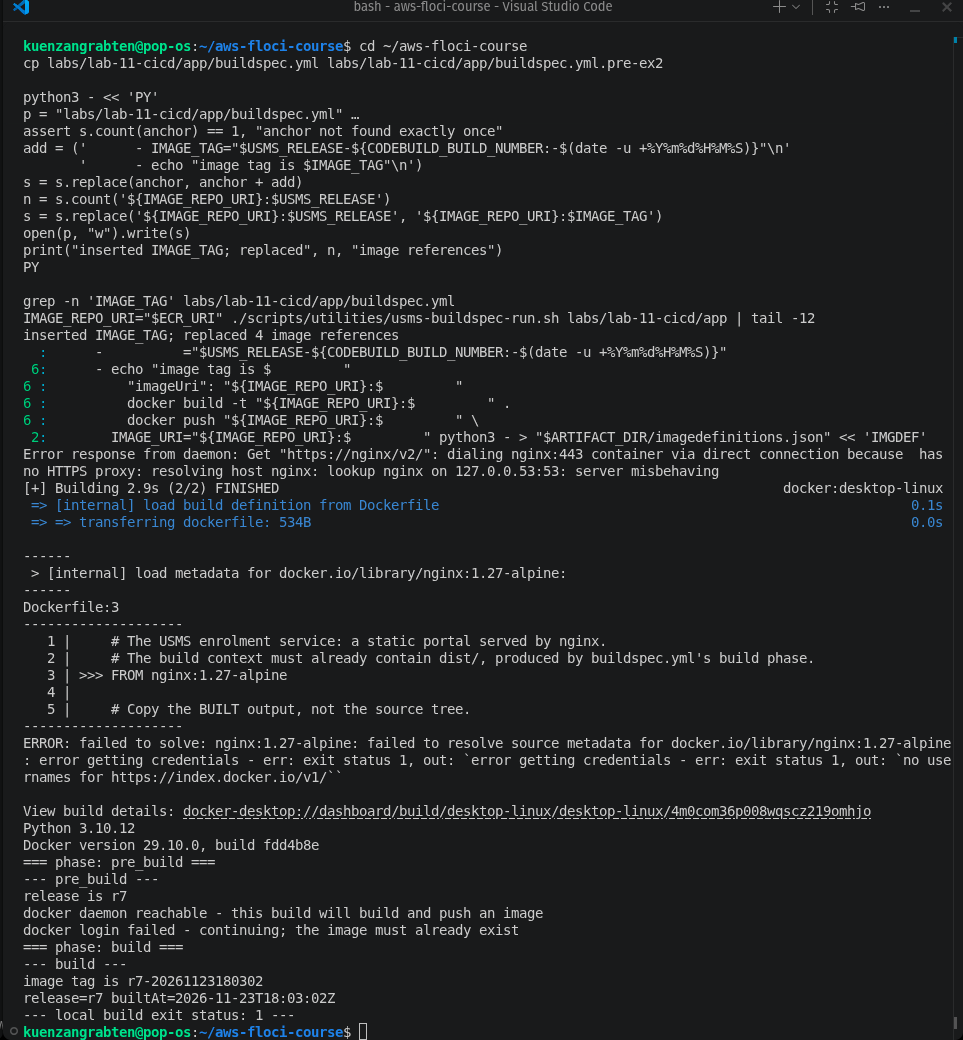 bash - aws-floci-course - Visual Studio Code
kuenzangrabten@pop-os:~/aws-floci-course$ cd ~/aws-floci-course
cp labs/lab-11-cicd/app/buildspec.yml labs/lab-11-cicd/app/buildspec.yml.pre-ex2

python3 - << 'PY'
p = "labs/lab-11-cicd/app/buildspec.yml" …
assert s.count(anchor) == 1, "anchor not found exactly once"
add = ('      - IMAGE_TAG="$USMS_RELEASE-${CODEBUILD_BUILD_NUMBER:-$(date -u +%Y%m%d%H%M%S)}"\n'
       '      - echo "image tag is $IMAGE_TAG"\n')
s = s.replace(anchor, anchor + add)
n = s.count('${IMAGE_REPO_URI}:$USMS_RELEASE')
s = s.replace('${IMAGE_REPO_URI}:$USMS_RELEASE', '${IMAGE_REPO_URI}:$IMAGE_TAG')
open(p, "w").write(s)
print("inserted IMAGE_TAG; replaced", n, "image references")
PY

grep -n 'IMAGE_TAG' labs/lab-11-cicd/app/buildspec.yml
IMAGE_REPO_URI="$ECR_URI" ./scripts/utilities/usms-buildspec-run.sh labs/lab-11-cicd/app | tail -12
inserted IMAGE_TAG; replaced 4 image references
  :      -          ="$USMS_RELEASE-${CODEBUILD_BUILD_NUMBER:-$(date -u +%Y%m%d%H%M%S)}"
 6:      - echo "image tag is $         "
6 :          "imageUri": "${IMAGE_REPO_URI}:$         "
6 :          docker build -t "${IMAGE_REPO_URI}:$         " .
6 :          docker push "${IMAGE_REPO_URI}:$         " \
 2:        IMAGE_URI="${IMAGE_REPO_URI}:$         " python3 - > "$ARTIFACT_DIR/imagedefinitions.json" << 'IMGDEF'
Error response from daemon: Get "https://nginx/v2/": dialing nginx:443 container via direct connection because  has
no HTTPS proxy: resolving host nginx: lookup nginx on 127.0.0.53:53: server misbehaving
[+] Building 2.9s (2/2) FINISHED                                                               docker:desktop-linux
 => [internal] load build definition from Dockerfile                                                           0.1s
 => => transferring dockerfile: 534B                                                                           0.0s

------
 > [internal] load metadata for docker.io/library/nginx:1.27-alpine:
------
Dockerfile:3
--------------------
   1 |     # The USMS enrolment service: a static portal served by nginx.
   2 |     # The build context must already contain dist/, produced by buildspec.yml's build phase.
   3 | >>> FROM nginx:1.27-alpine
   4 |
   5 |     # Copy the BUILT output, not the source tree.
--------------------
ERROR: failed to solve: nginx:1.27-alpine: failed to resolve source metadata for docker.io/library/nginx:1.27-alpine
: error getting credentials - err: exit status 1, out: `error getting credentials - err: exit status 1, out: `no use
rnames for https://index.docker.io/v1/``

View build details: docker-desktop://dashboard/build/desktop-linux/desktop-linux/4m0com36p008wqscz219omhjo
Python 3.10.12
Docker version 29.10.0, build fdd4b8e
=== phase: pre_build ===
--- pre_build ---
release is r7
docker daemon reachable - this build will build and push an image
docker login failed - continuing; the image must already exist
=== phase: build ===
--- build ---
image tag is r7-20261123180302
release=r7 builtAt=2026-11-23T18:03:02Z
--- local build exit status: 1 ---
kuenzangrabten@pop-os:~/aws-floci-course$